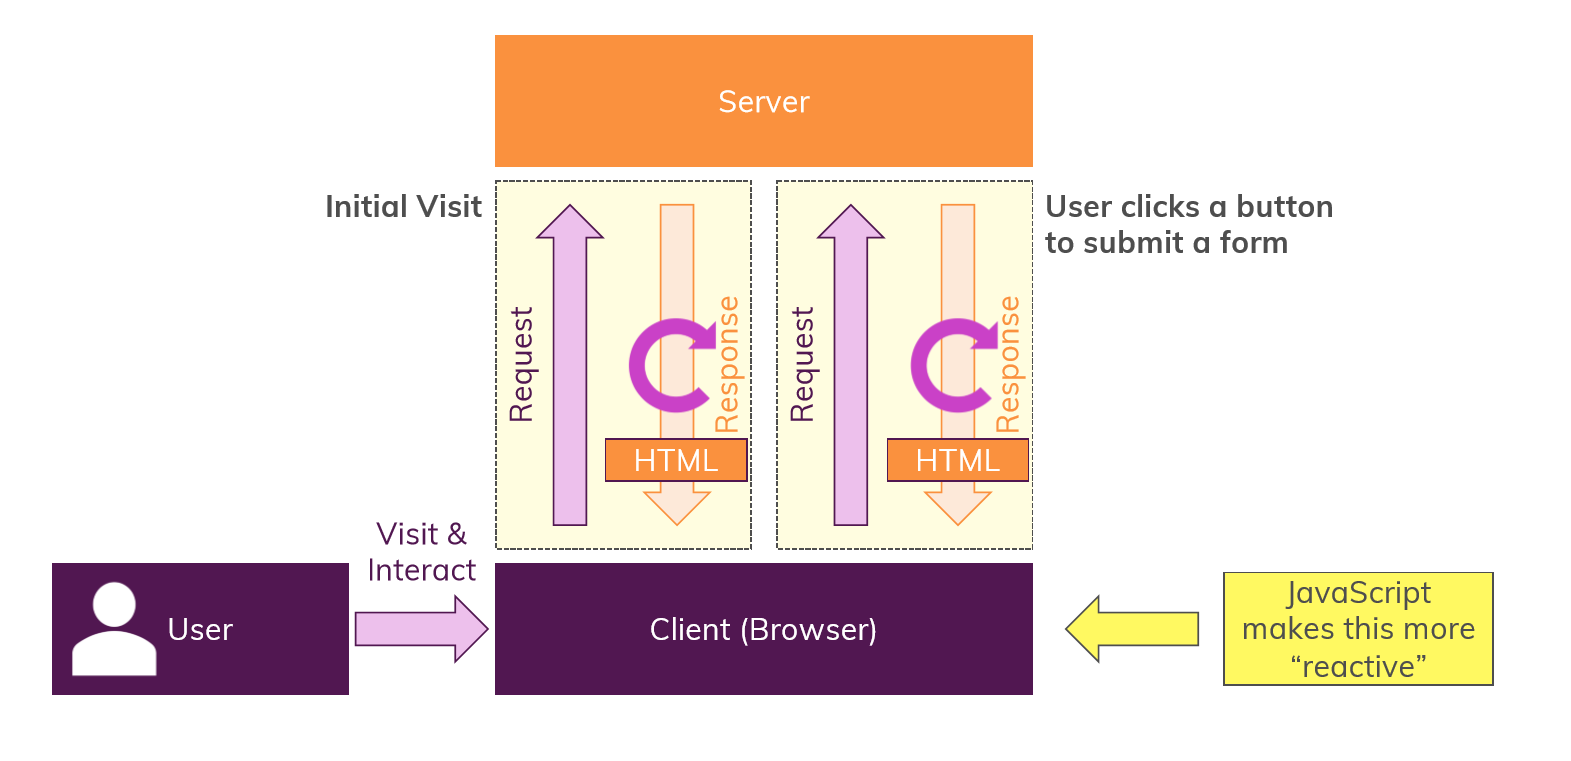 Server
Initial Visit
User clicks a button
to submit a form
Request
Response
HTML
Request
Response
HTML
Visit &
Interact
User
Client (Browser)
JavaScript
makes this more
“reactive”